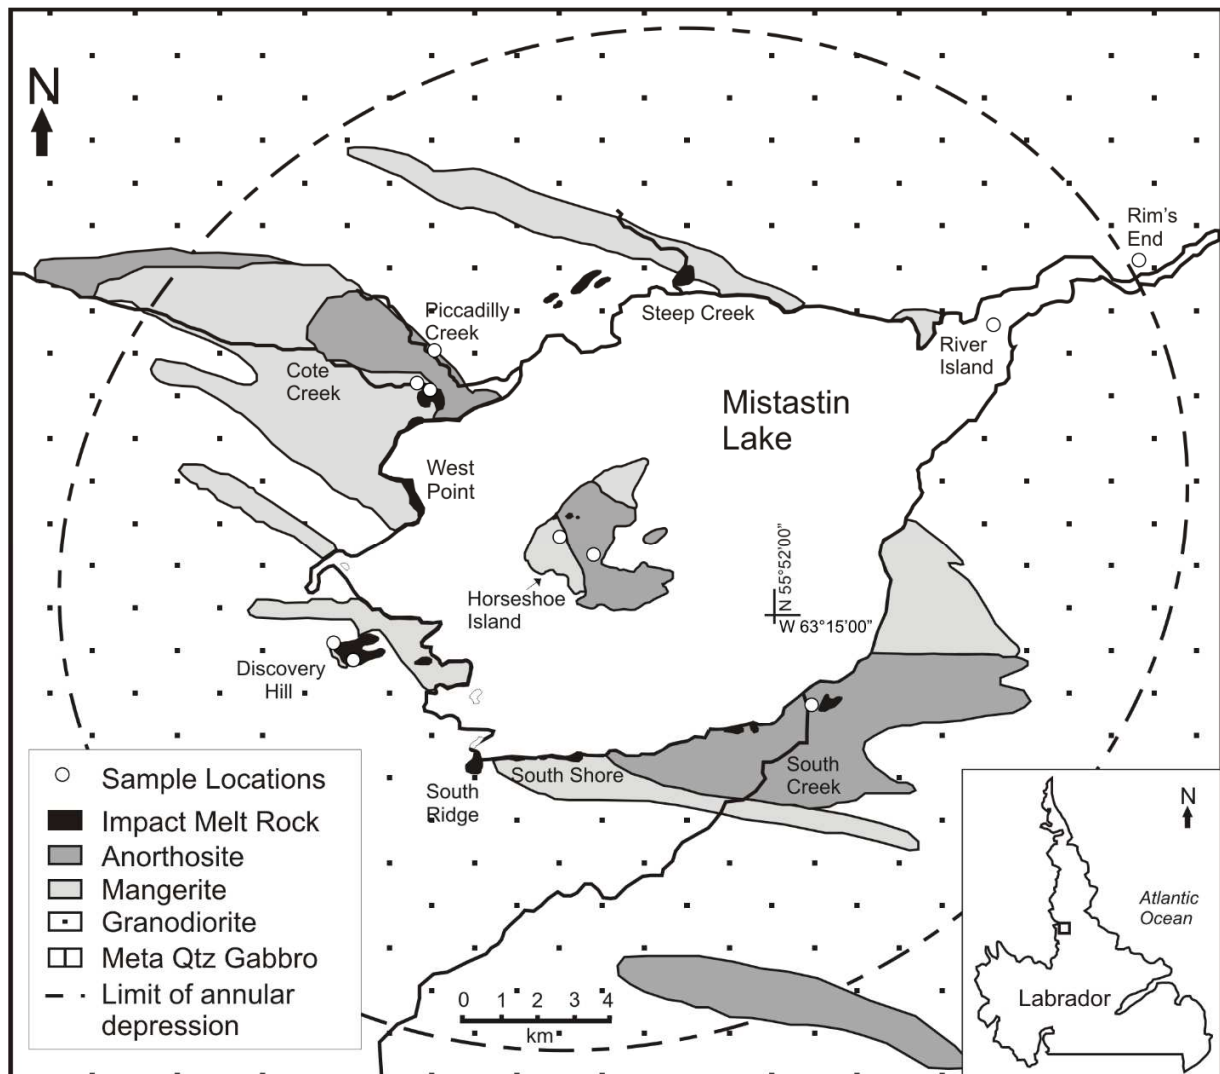 N
Rim's
End
Piccadilly
Creek
Steep Creek
River
Island
Cote
Creek
Mistastin
Lake
West
Point
N 55°52'00"
W 63°15'00"
Horseshoe
Island
Discovery
Hill
South Shore
South
Creek
South
Ridge
Sample Locations
Impact Melt Rock
Anorthosite
Mangerite
Granodiorite
Meta Qtz Gabbro
Limit of annular
depression
0 1 2 3 4
km
N
Atlantic
Ocean
Labrador